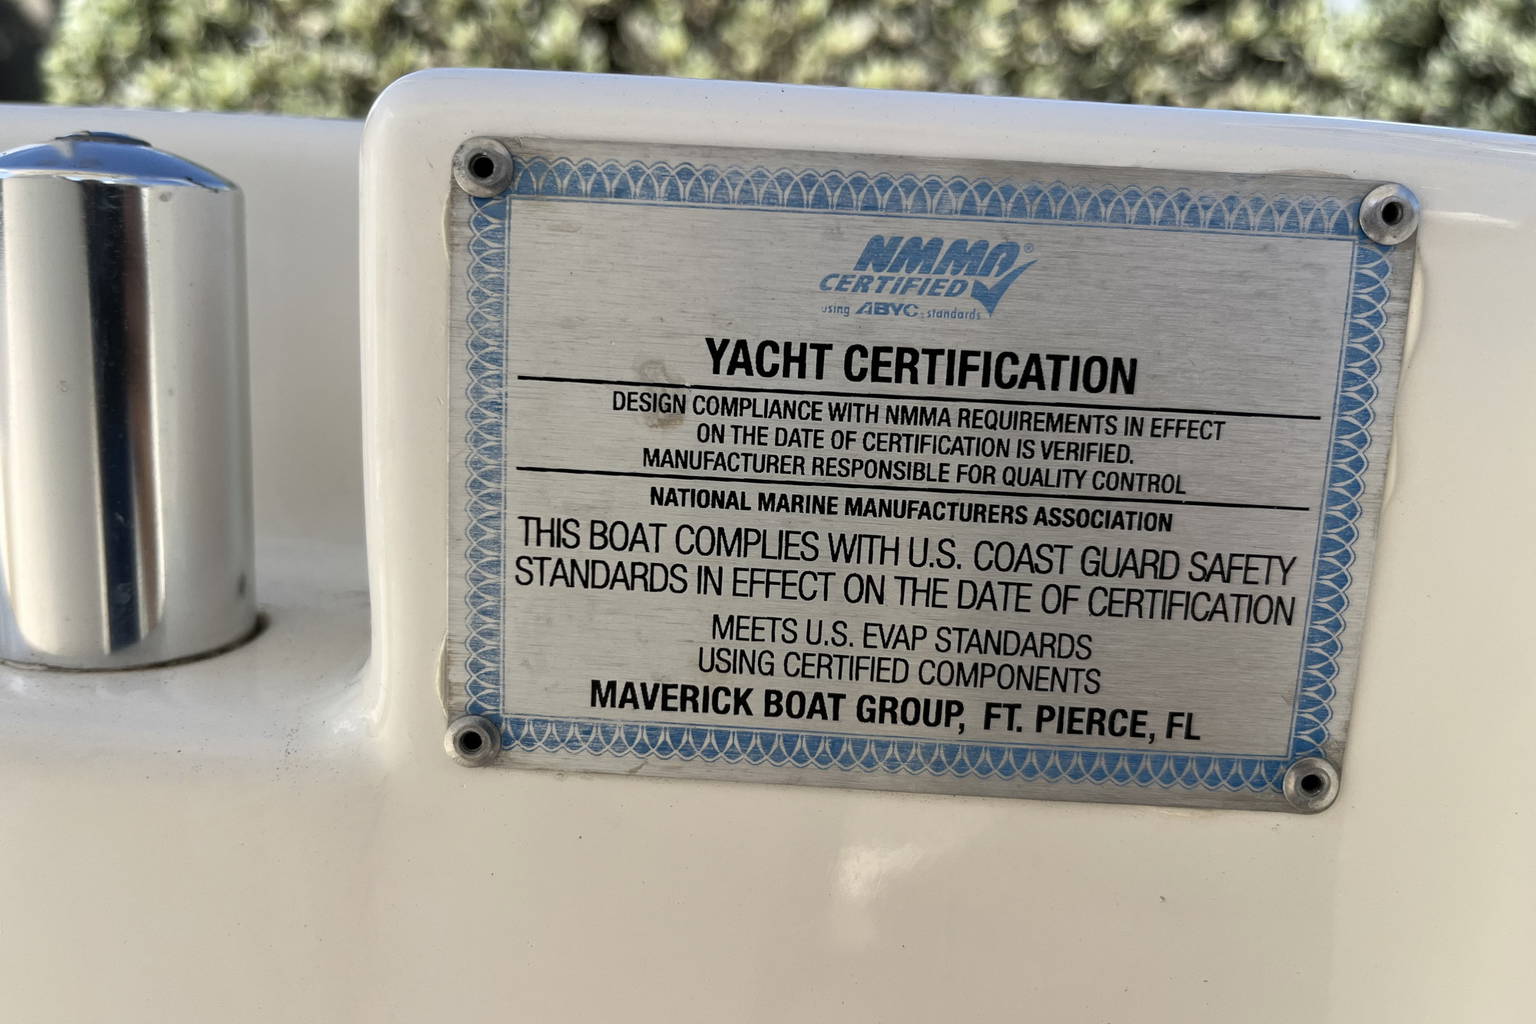 NMMA®
CERTIFIED
using ABYC standards
YACHT CERTIFICATION
DESIGN COMPLIANCE WITH NMMA REQUIREMENTS IN EFFECT
ON THE DATE OF CERTIFICATION IS VERIFIED.
MANUFACTURER RESPONSIBLE FOR QUALITY CONTROL
NATIONAL MARINE MANUFACTURERS ASSOCIATION
THIS BOAT COMPLIES WITH U.S. COAST GUARD SAFETY
STANDARDS IN EFFECT ON THE DATE OF CERTIFICATION
MEETS U.S. EVAP STANDARDS
USING CERTIFIED COMPONENTS
MAVERICK BOAT GROUP, FT. PIERCE, FL